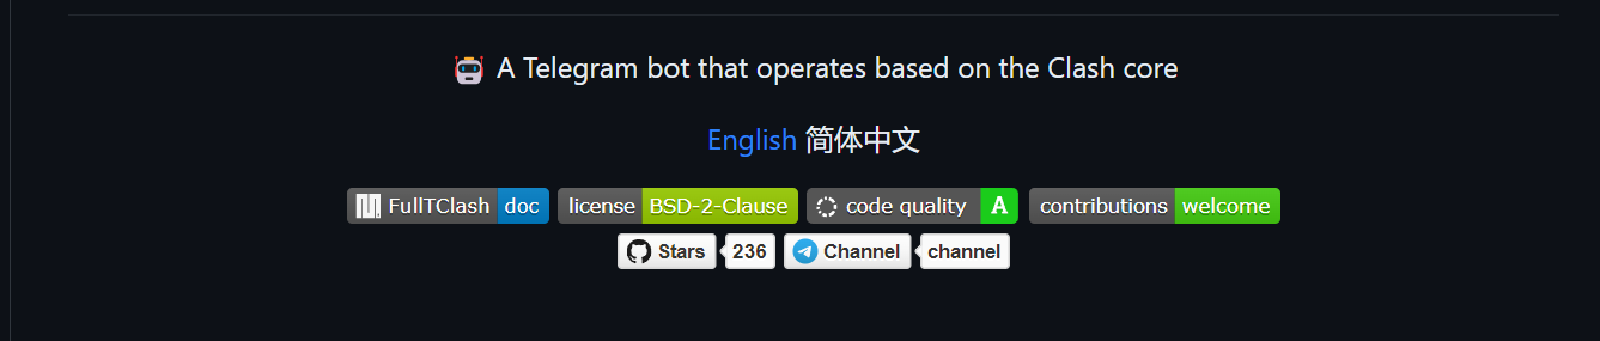 A Telegram bot that operates based on the Clash core
English 简体中文
FullTClash doc license BSD-2-Clause code quality A contributions welcome
Stars 236 Channel channel